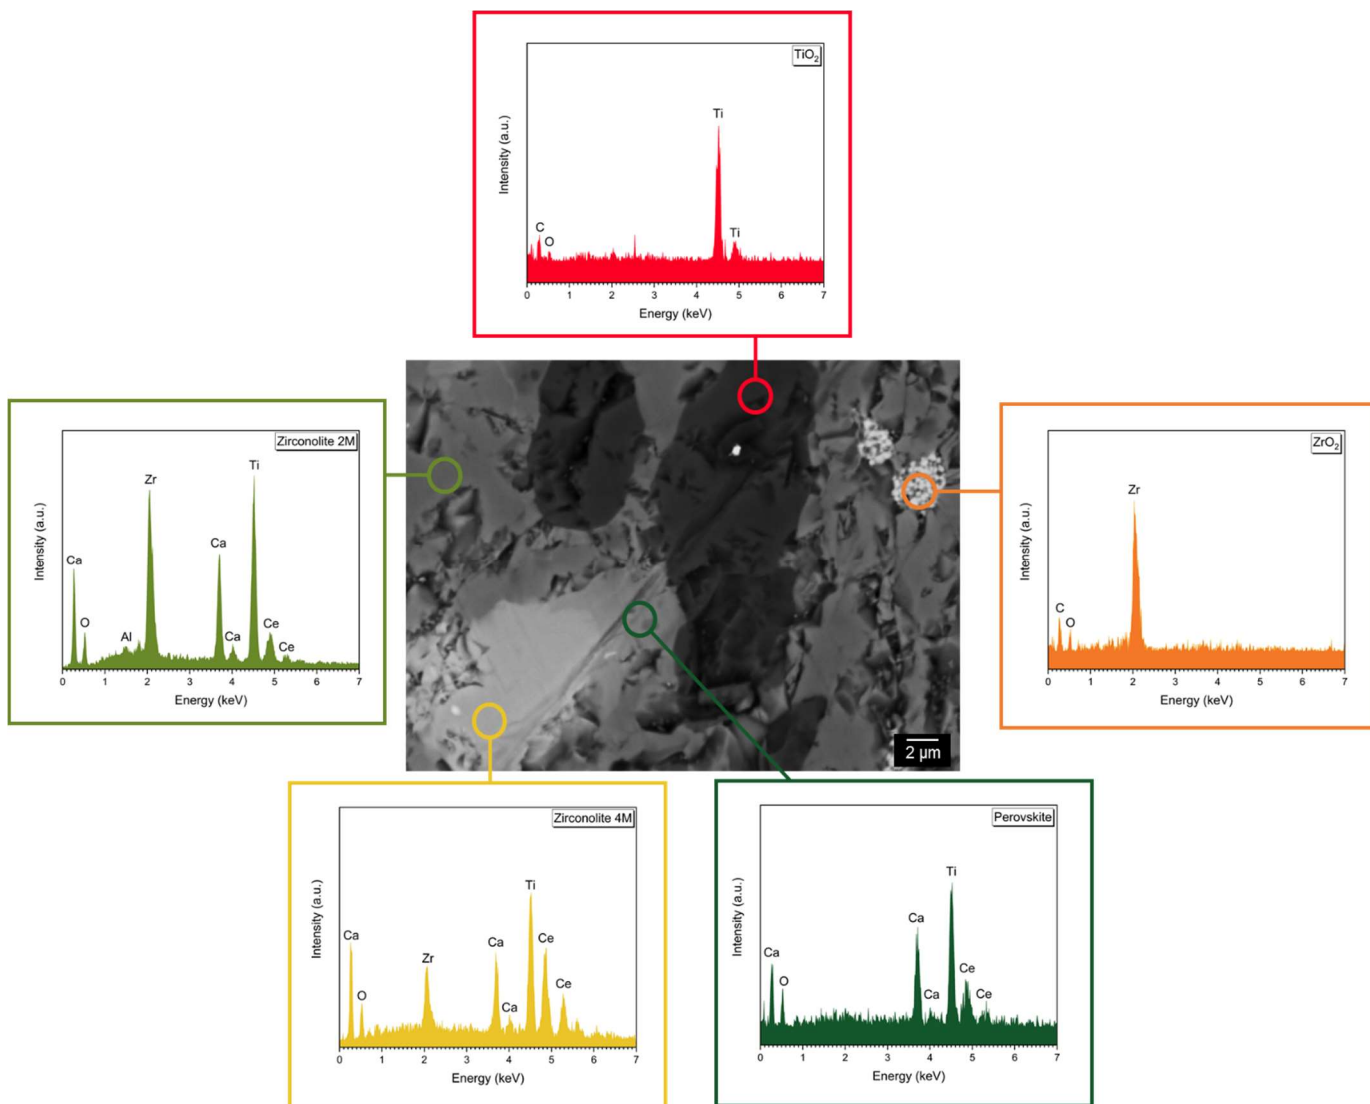 TiO2
Ti
C
O
Ti
Intensity (a.u.)
0 1 2 3 4 5 6 7
Energy (keV)
Zirconolite 2M
Ti
Zr
Ca
Ca
O
Al
Ca
Ce
Ce
Intensity (a.u.)
0 1 2 3 4 5 6 7
Energy (keV)
ZrO2
Zr
C
O
Intensity (a.u.)
0 1 2 3 4 5 6 7
Energy (keV)
2 µm
Zirconolite 4M
Ti
Ca
Ca
Ce
Zr
O
Ca
Ce
Intensity (a.u.)
0 1 2 3 4 5 6 7
Energy (keV)
Perovskite
Ti
Ca
Ca
O
Ca
Ce
Ce
Intensity (a.u.)
0 1 2 3 4 5 6 7
Energy (keV)